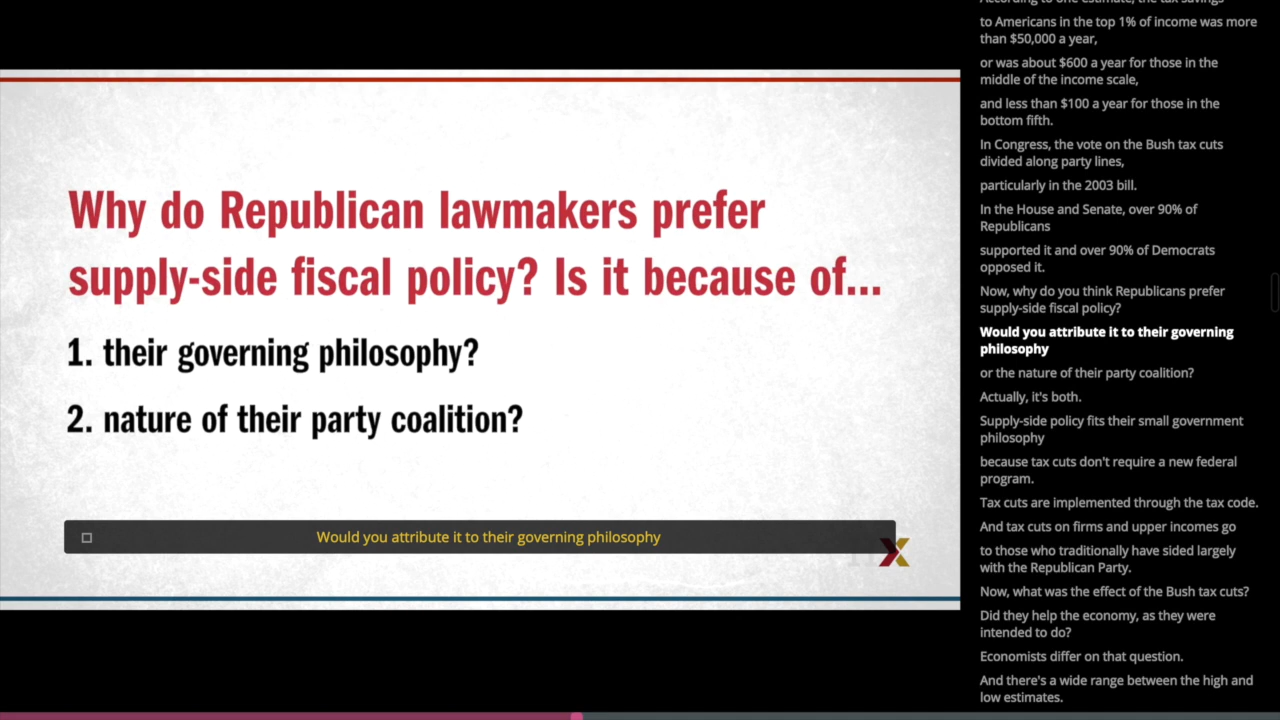 Why do Republican lawmakers prefer
supply-side fiscal policy? Is it because of...
1. their governing philosophy?
2. nature of their party coalition?
Would you attribute it to their governing philosophy
X
to Americans in the top 1% of income was more
than $50,000 a year,
or was about $600 a year for those in the
middle of the income scale,
and less than $100 a year for those in the
bottom fifth.
In Congress, the vote on the Bush tax cuts
divided along party lines,
particularly in the 2003 bill.
In the House and Senate, over 90% of
Republicans
supported it and over 90% of Democrats
opposed it.
Now, why do you think Republicans prefer
supply-side fiscal policy?
Would you attribute it to their governing
philosophy
or the nature of their party coalition?
Actually, it's both.
Supply-side policy fits their small government
philosophy
because tax cuts don't require a new federal
program.
Tax cuts are implemented through the tax code.
And tax cuts on firms and upper incomes go
to those who traditionally have sided largely
with the Republican Party.
Now, what was the effect of the Bush tax cuts?
Did they help the economy, as they were
intended to do?
Economists differ on that question.
And there's a wide range between the high and
low estimates.